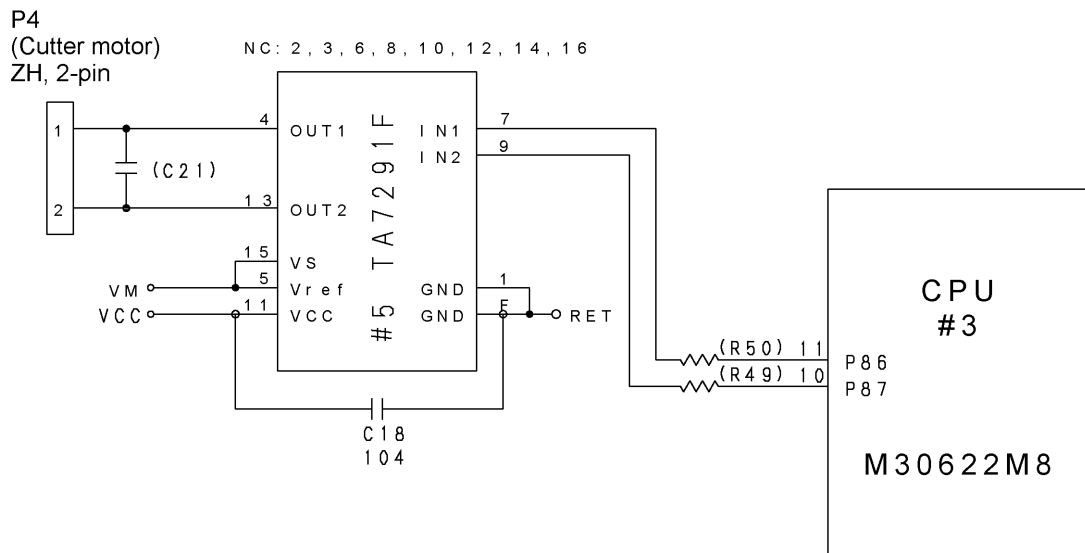 P4
(Cutter motor)
ZH, 2-pin
NC: 2, 3, 6, 8, 10, 12, 14, 16
1
4
OUT1
IN1
7
(C21)
IN2
9
2
13
OUT2
#5 TA7291F
15
VS
VM
5
Vref
GND
1
VCC
11
VCC
GND
F
RET
C18
104
CPU
#3
(R50) 11
P86
(R49) 10
P87
M30622M8